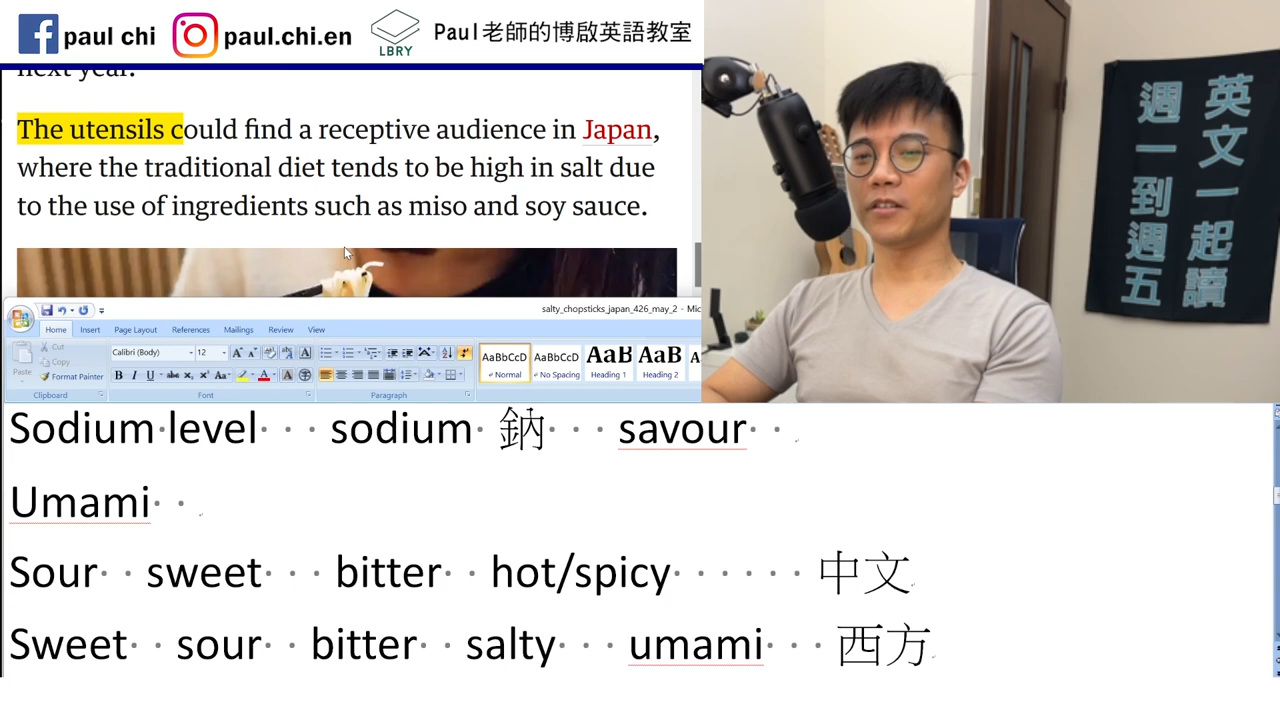 paul chi
paul.chi.en
LBRY
Paul老師的博啟英語教室
next year.
The utensils could find a receptive audience in Japan,
where the traditional diet tends to be high in salt due
to the use of ingredients such as miso and soy sauce.
salty_chopsticks_japan_426_may_2 - Mic
Home Insert Page Layout References Mailings Review View
Paste
Cut
Copy
Format Painter
Clipboard
Calibri (Body) 12
Font
Paragraph
AaBbCcD Normal
AaBbCcD No Spacing
AaB Heading 1
AaB Heading 2
Sodium level sodium 鈉 savour
Umami
Sour sweet bitter hot/spicy 中文
Sweet sour bitter salty umami 西方
英文一起讀
週一到週五